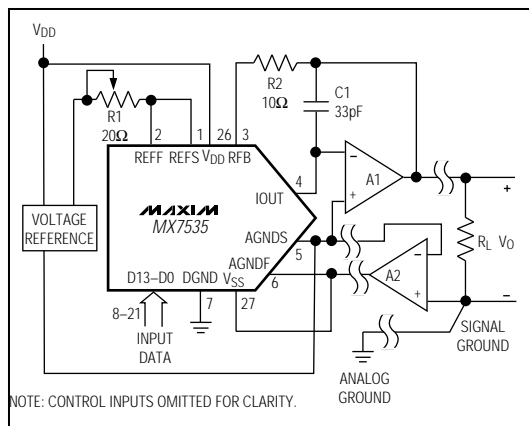 VDD
R1
20Ω
R2
10Ω
C1
33pF
2 1 26 3
REFF REFS VDD RFB
4
IOUT
− A1
+
VOLTAGE
REFERENCE
MAXIM
MX7535
AGNDS
5
AGNDF
6
− A2
+
+
RL VO
−
D13–D0 DGND VSS
8–21 7 27
INPUT
DATA
SIGNAL
GROUND
ANALOG
GROUND
NOTE: CONTROL INPUTS OMITTED FOR CLARITY.